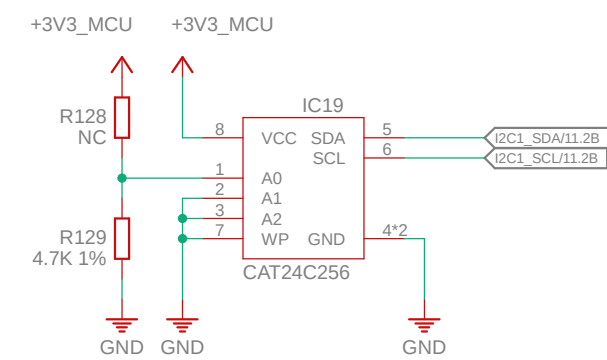 +3V3_MCU +3V3_MCU
IC19
R128
NC
8 VCC SDA 5 I2C1_SDA/11.2B
SCL 6 I2C1_SCL/11.2B
1 A0
2 A1
3 A2
7 WP GND 4*2
R129
4.7K 1%
CAT24C256
GND GND GND